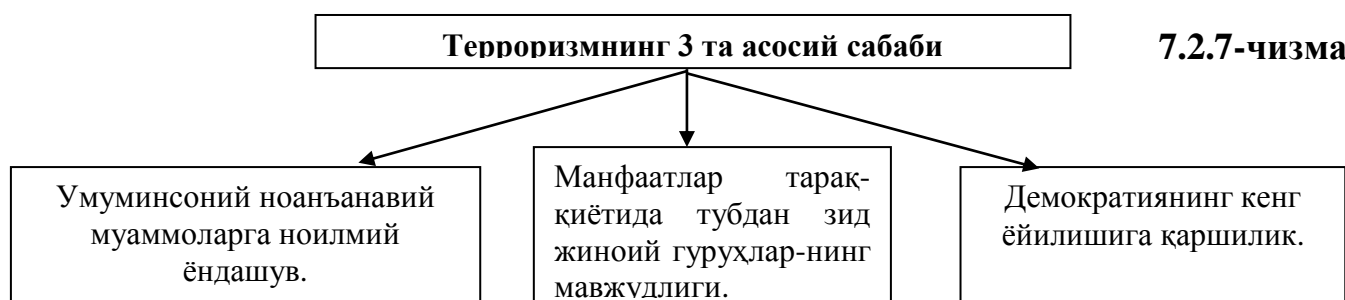 Терроризмнинг 3 та асосий сабаби
7.2.7-чизма
Умуминсоний ноанъанавий
муаммоларга ноилмий
ёндашув.
Манфаатлар тарақ-
қиётида тубдан зид
жиноий гуруҳлар-нинг
мавжудлиги.
Демократиянинг кенг
ёйилишига қаршилик.